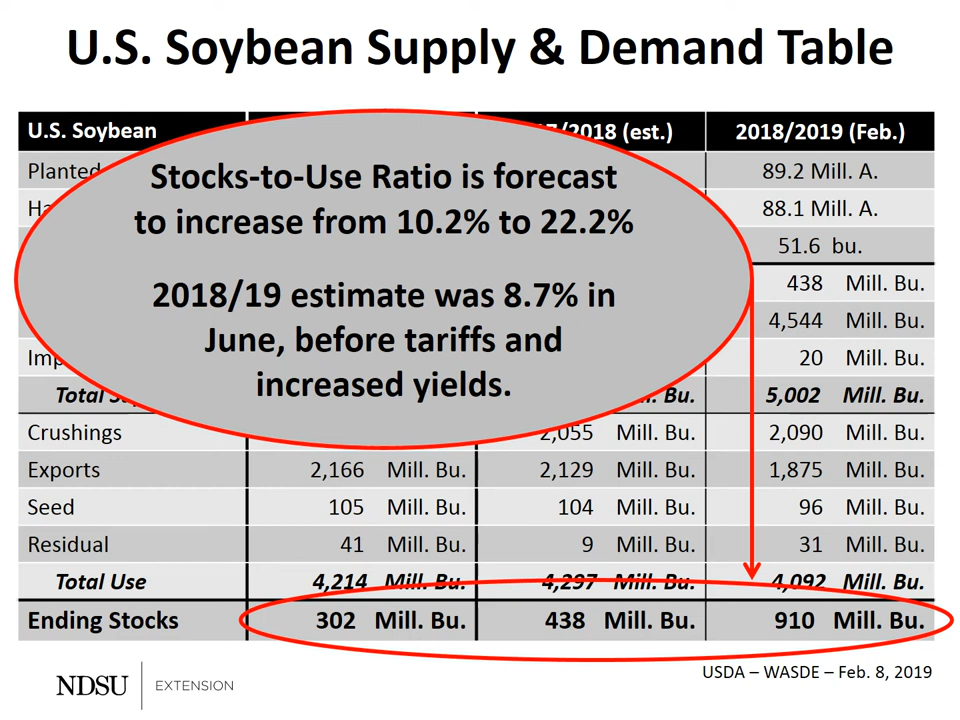 U.S. Soybean Supply & Demand Table
U.S. Soybean /2018 (est.) 2018/2019 (Feb.)
Planted 89.2 Mill. A.
88.1 Mill. A.
51.6 bu.
438 Mill. Bu.
4,544 Mill. Bu.
20 Mill. Bu.
Total Bu. 5,002 Mill. Bu.
Stocks-to-Use Ratio is forecast
to increase from 10.2% to 22.2%
2018/19 estimate was 8.7% in
June, before tariffs and
increased yields.
Crushings 2,055 Mill. Bu. 2,090 Mill. Bu.
Exports 2,166 Mill. Bu. 2,129 Mill. Bu. 1,875 Mill. Bu.
Seed 105 Mill. Bu. 104 Mill. Bu. 96 Mill. Bu.
Residual 41 Mill. Bu. 9 Mill. Bu. 31 Mill. Bu.
Total Use 4,214 Mill. Bu. 4,297 Mill. Bu. 4,092 Mill. Bu.
Ending Stocks 302 Mill. Bu. 438 Mill. Bu. 910 Mill. Bu.
USDA – WASDE – Feb. 8, 2019
NDSU EXTENSION